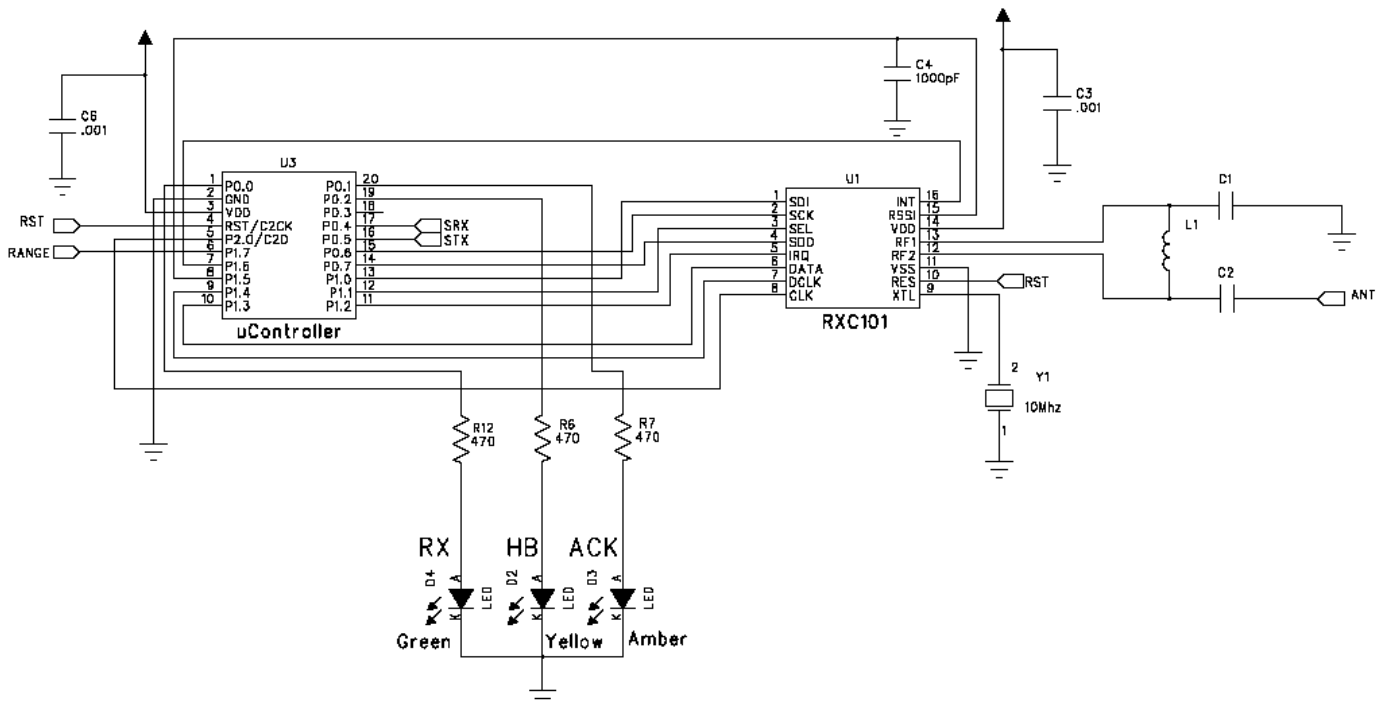 C4
1000pF
C6
.001
C3
.001
U3
1 P0.0
2 GND
3 VDD
4 RST/C2CK
5 P2.0/C2D
6 P1.7
7 P1.6
8 P1.5
9 P1.4
10 P1.3
P0.1 20
P0.2 19
P0.3 18
P0.4 17
P0.5 16
P0.6 15
P0.7 14
P1.0 13
P1.1 12
P1.2 11
uController
RST
RANGE
SRX
STX
U1
1 SDI
2 SCK
3 SEL
4 SDO
5 IRQ
6 DATA
7 DCLK
8 CLK
INT 16
RSSI 15
VDD 14
RF1 13
RF2 12
VSS 11
RES 10
XTL 9
RXC101
RST
C1
L1
C2
ANT
2
Y1
10Mhz
1
R12
470
R6
470
R7
470
RX HB ACK
D4 A K LED
D2 A K LED
D3 A K LED
Green Yellow Amber